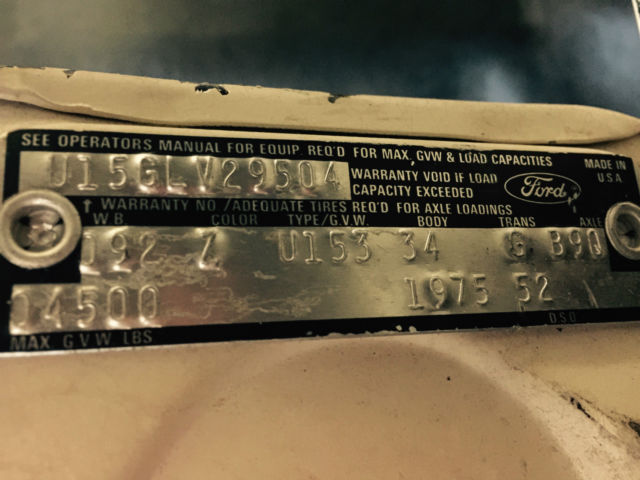 SEE OPERATORS MANUAL FOR EQUIP. REQ'D FOR MAX, GVW & LOAD CAPACITIES
U15GLV29504
WARRANTY VOID IF LOAD CAPACITY EXCEEDED
Ford
MADE IN U.S.A
↑ WARRANTY NO /ADEQUATE TIRES REQ'D FOR AXLE LOADINGS
W B COLOR TYPE/G.V.W. BODY TRANS AXLE
092 Z U153 34 G B90
04500 1975 52
MAX G V W LBS D S O